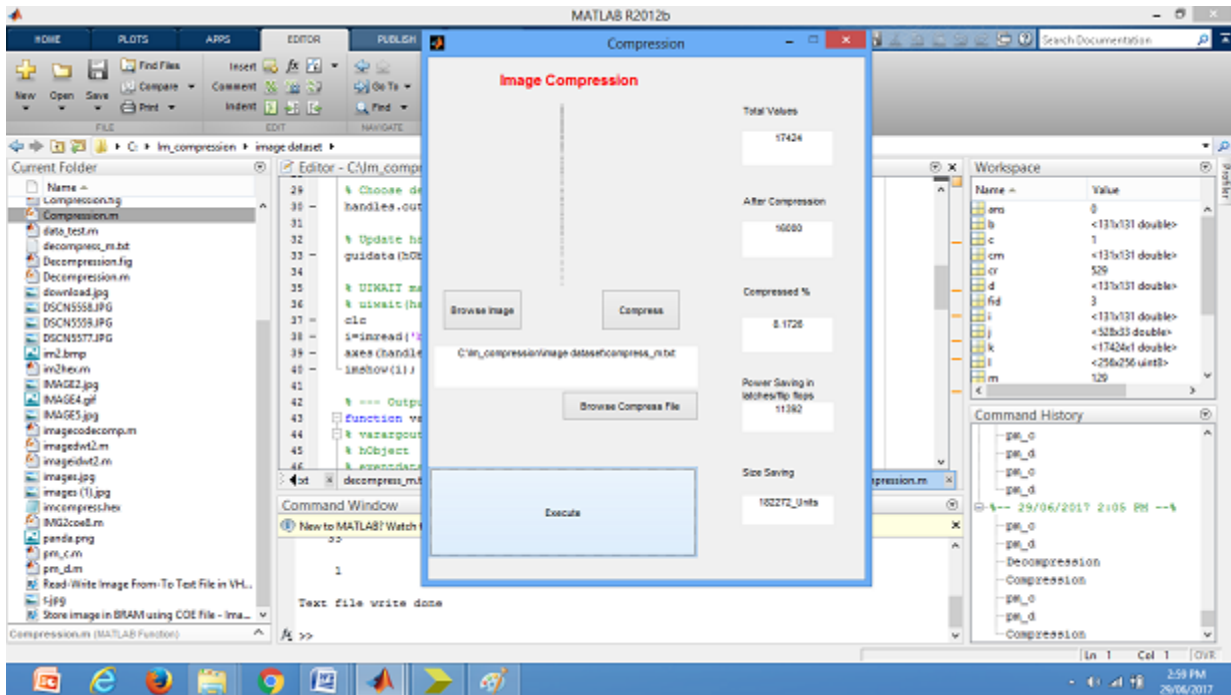 MATLAB R2012b
HOME PLOTS APPS EDITOR PUBLISH
Search Documentation
New Open Save
Find Files
Compare
Print
Insert
Comment
Indent
Go To
Find
FILE EDIT NAVIGATE
C: Im_compression image dataset
Current Folder
Name
Compression.fig
Compression.m
data_test.m
decompress_m.txt
Decompression.fig
Decompression.m
download.jpg
DSCN5558.JPG
DSCN5559.JPG
DSCN5577.JPG
im2.bmp
im2hex.m
IMAGE2.jpg
IMAGE4.gif
IMAGE5.jpg
imagecodecomp.m
imagedwt2.m
imageidwt2.m
images.jpg
images (1).jpg
imcompress.hex
IMG2coe8.m
panda.png
pm_c.m
pm_d.m
Read-Write Image From-To Text File in VH...
s.jpg
Store image in BRAM using COE File - Ima...
Compression.m (MATLAB Function)
Editor - C:\Im_compr
29 % Choose de
30 handles.out
31
32 % Update ha
33 guidata(hOb
34
35 % UIWAIT ma
36 % uiwait(ha
37 clc
38 i=imread('
39 axes(handle
40 imshow(i);
41
42 % --- Outpu
43 function va
44 % varargout
45 % hObject
46 % eventdata
decompress_m.t
pression.m
Command Window
New to MATLAB? Watch
33
1
Text file write done
fx >>
Compression
Image Compression
Browse Image
Compress
C:\Im_compression\image dataset\compress_m.txt
Browse Compress File
Execute
Total Values
17424
After Compression
16000
Compressed %
8.1726
Power Saving in
latches/flip flops
11392
Size Saving
182272_Units
Workspace
Name Value
ans 0
b <131x131 double>
c 1
cm <131x131 double>
cr 529
d <131x131 double>
fid 3
i <131x131 double>
j <528x33 double>
k <17424x1 double>
l <256x256 uint8>
m 129
Command History
pm_c
pm_d
pm_c
pm_d
%-- 29/06/2017 2:05 PM --%
pm_c
pm_d
Decompression
Compression
pm_c
pm_d
Compression
Profiler
Ln 1 Col 1 OVR
2:59 PM
29/06/2017